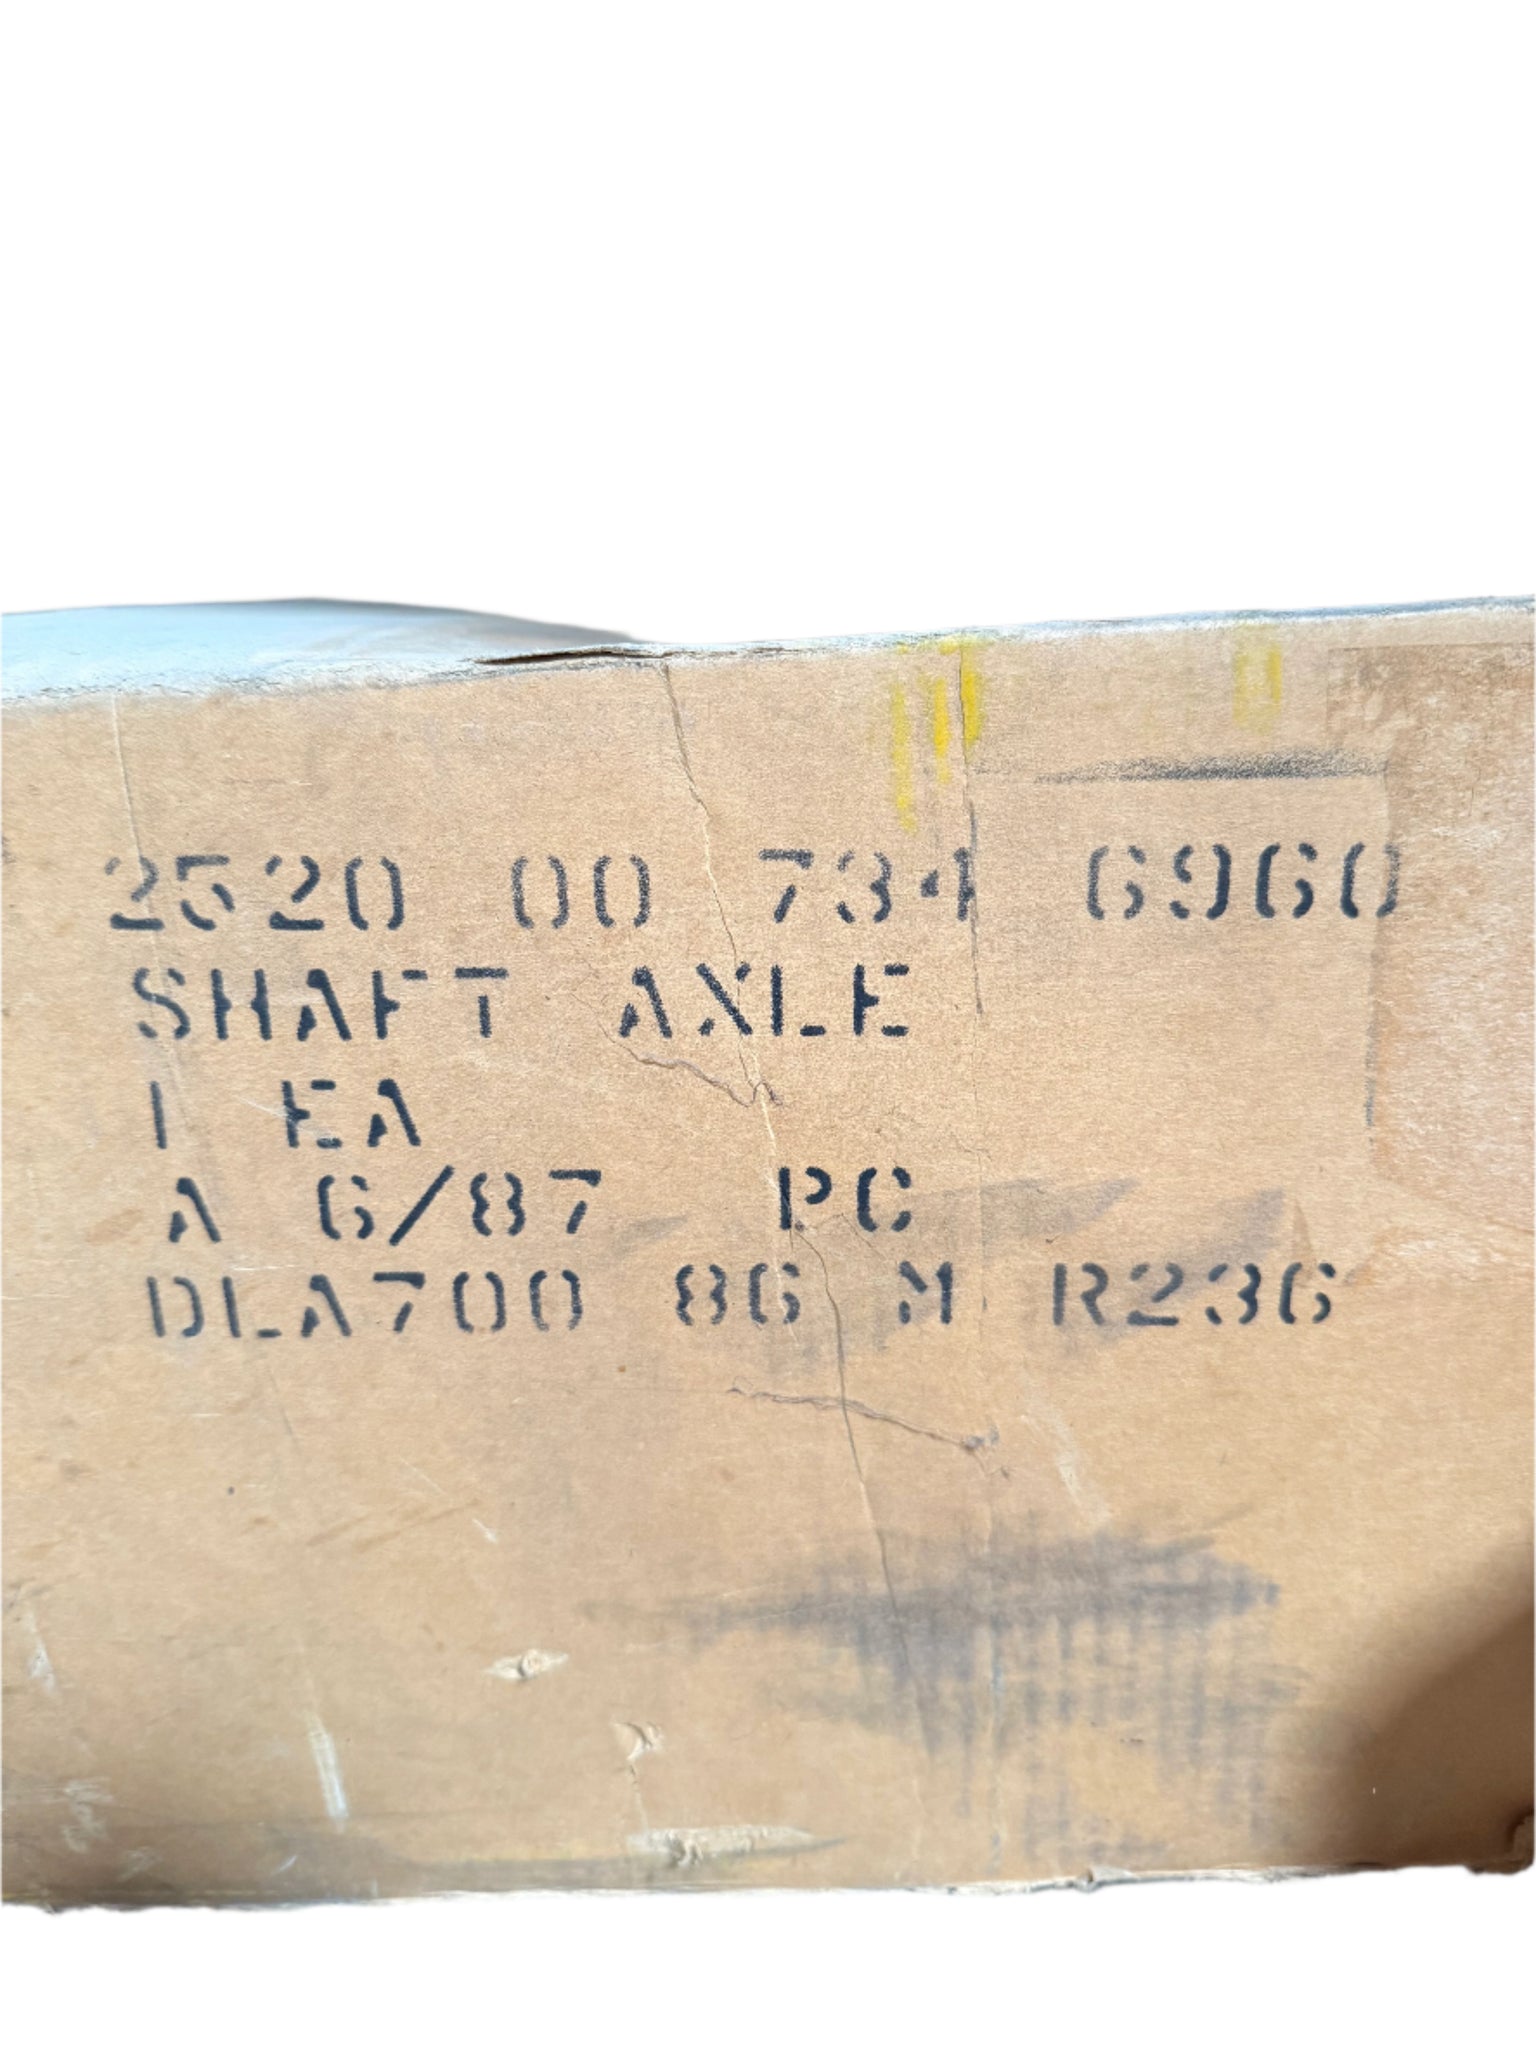 2520 00 734 6960
SHAFT AXLE
1 EA
A 6/87 PC
DLA700 86 M R236